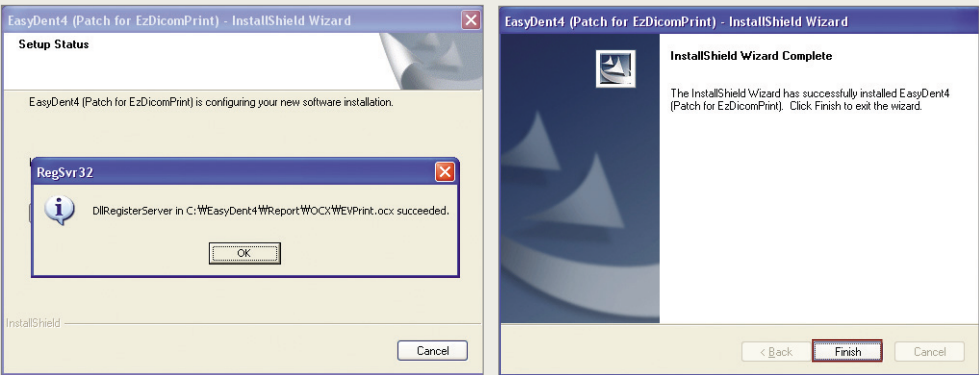 EasyDent4 (Patch for EzDicomPrint) - InstallShield Wizard
Setup Status
EasyDent4 (Patch for EzDicomPrint) is configuring your new software installation.
RegSvr32
DllRegisterServer in C:₩EasyDent4₩Report₩OCX₩EVPrint.ocx succeeded.
OK
InstallShield
Cancel
EasyDent4 (Patch for EzDicomPrint) - InstallShield Wizard
InstallShield Wizard Complete
The InstallShield Wizard has successfully installed EasyDent4
(Patch for EzDicomPrint). Click Finish to exit the wizard.
< Back
Finish
Cancel